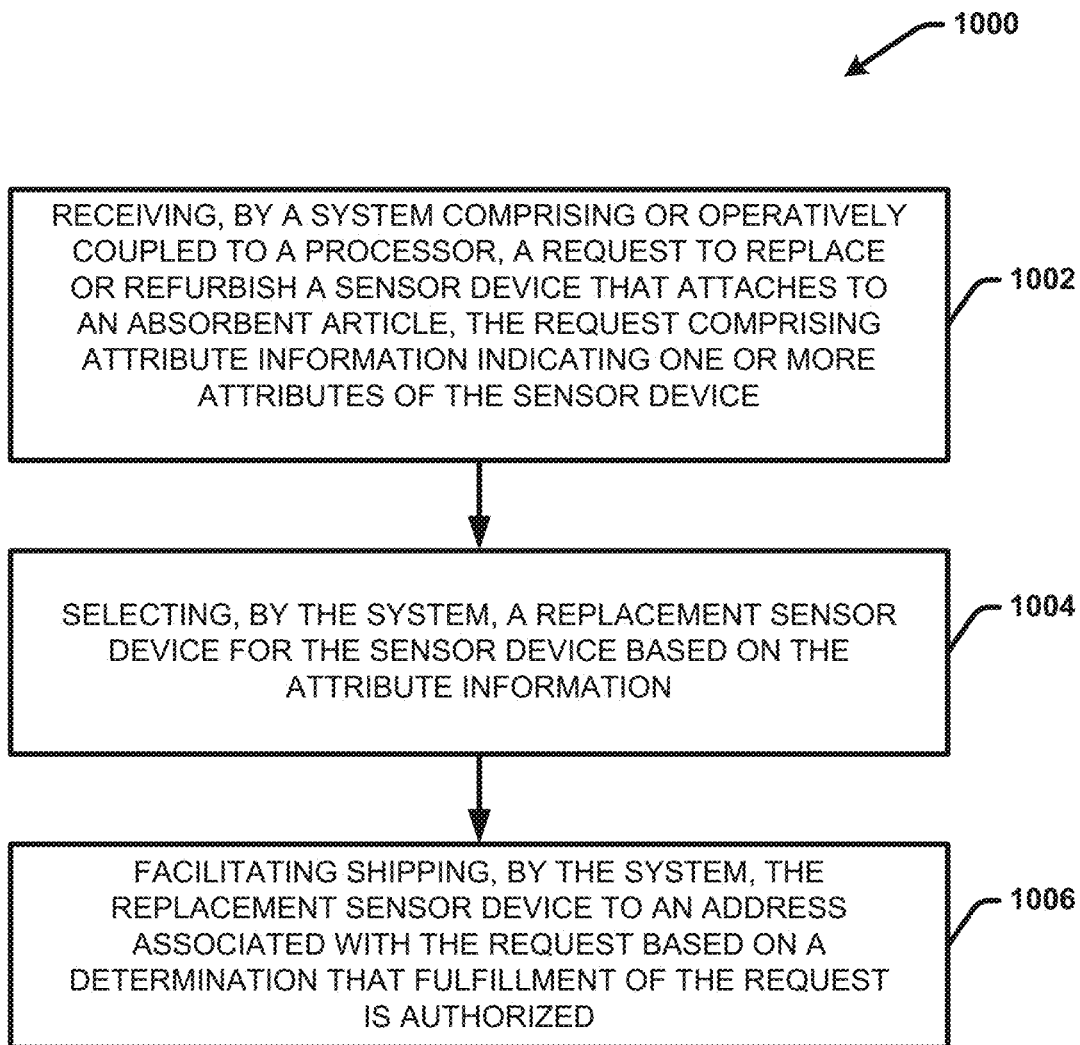 1000
RECEIVING, BY A SYSTEM COMPRISING OR OPERATIVELY
COUPLED TO A PROCESSOR, A REQUEST TO REPLACE
OR REFURBISH A SENSOR DEVICE THAT ATTACHES TO
AN ABSORBENT ARTICLE, THE REQUEST COMPRISING
ATTRIBUTE INFORMATION INDICATING ONE OR MORE
ATTRIBUTES OF THE SENSOR DEVICE
1002
SELECTING, BY THE SYSTEM, A REPLACEMENT SENSOR
DEVICE FOR THE SENSOR DEVICE BASED ON THE
ATTRIBUTE INFORMATION
1004
FACILITATING SHIPPING, BY THE SYSTEM, THE
REPLACEMENT SENSOR DEVICE TO AN ADDRESS
ASSOCIATED WITH THE REQUEST BASED ON A
DETERMINATION THAT FULFILLMENT OF THE REQUEST
IS AUTHORIZED
1006